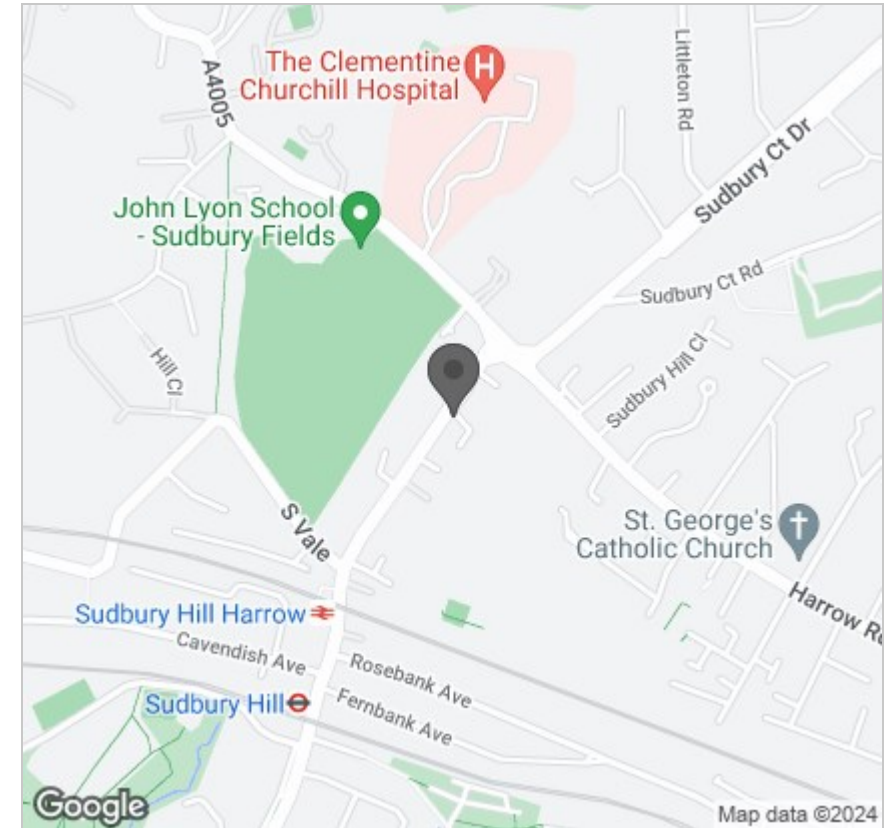 The Clementine
Churchill Hospital
H
A4005
Littleton Rd
Sudbury Ct Dr
John Lyon School
- Sudbury Fields
Sudbury Ct Rd
Hill Cl
Sudbury Hill Cl
S Vale
St. George's
Catholic Church
Harrow Ro
Sudbury Hill Harrow
Cavendish Ave
Rosebank Ave
Sudbury Hill
Fernbank Ave
Google
Map data ©2024